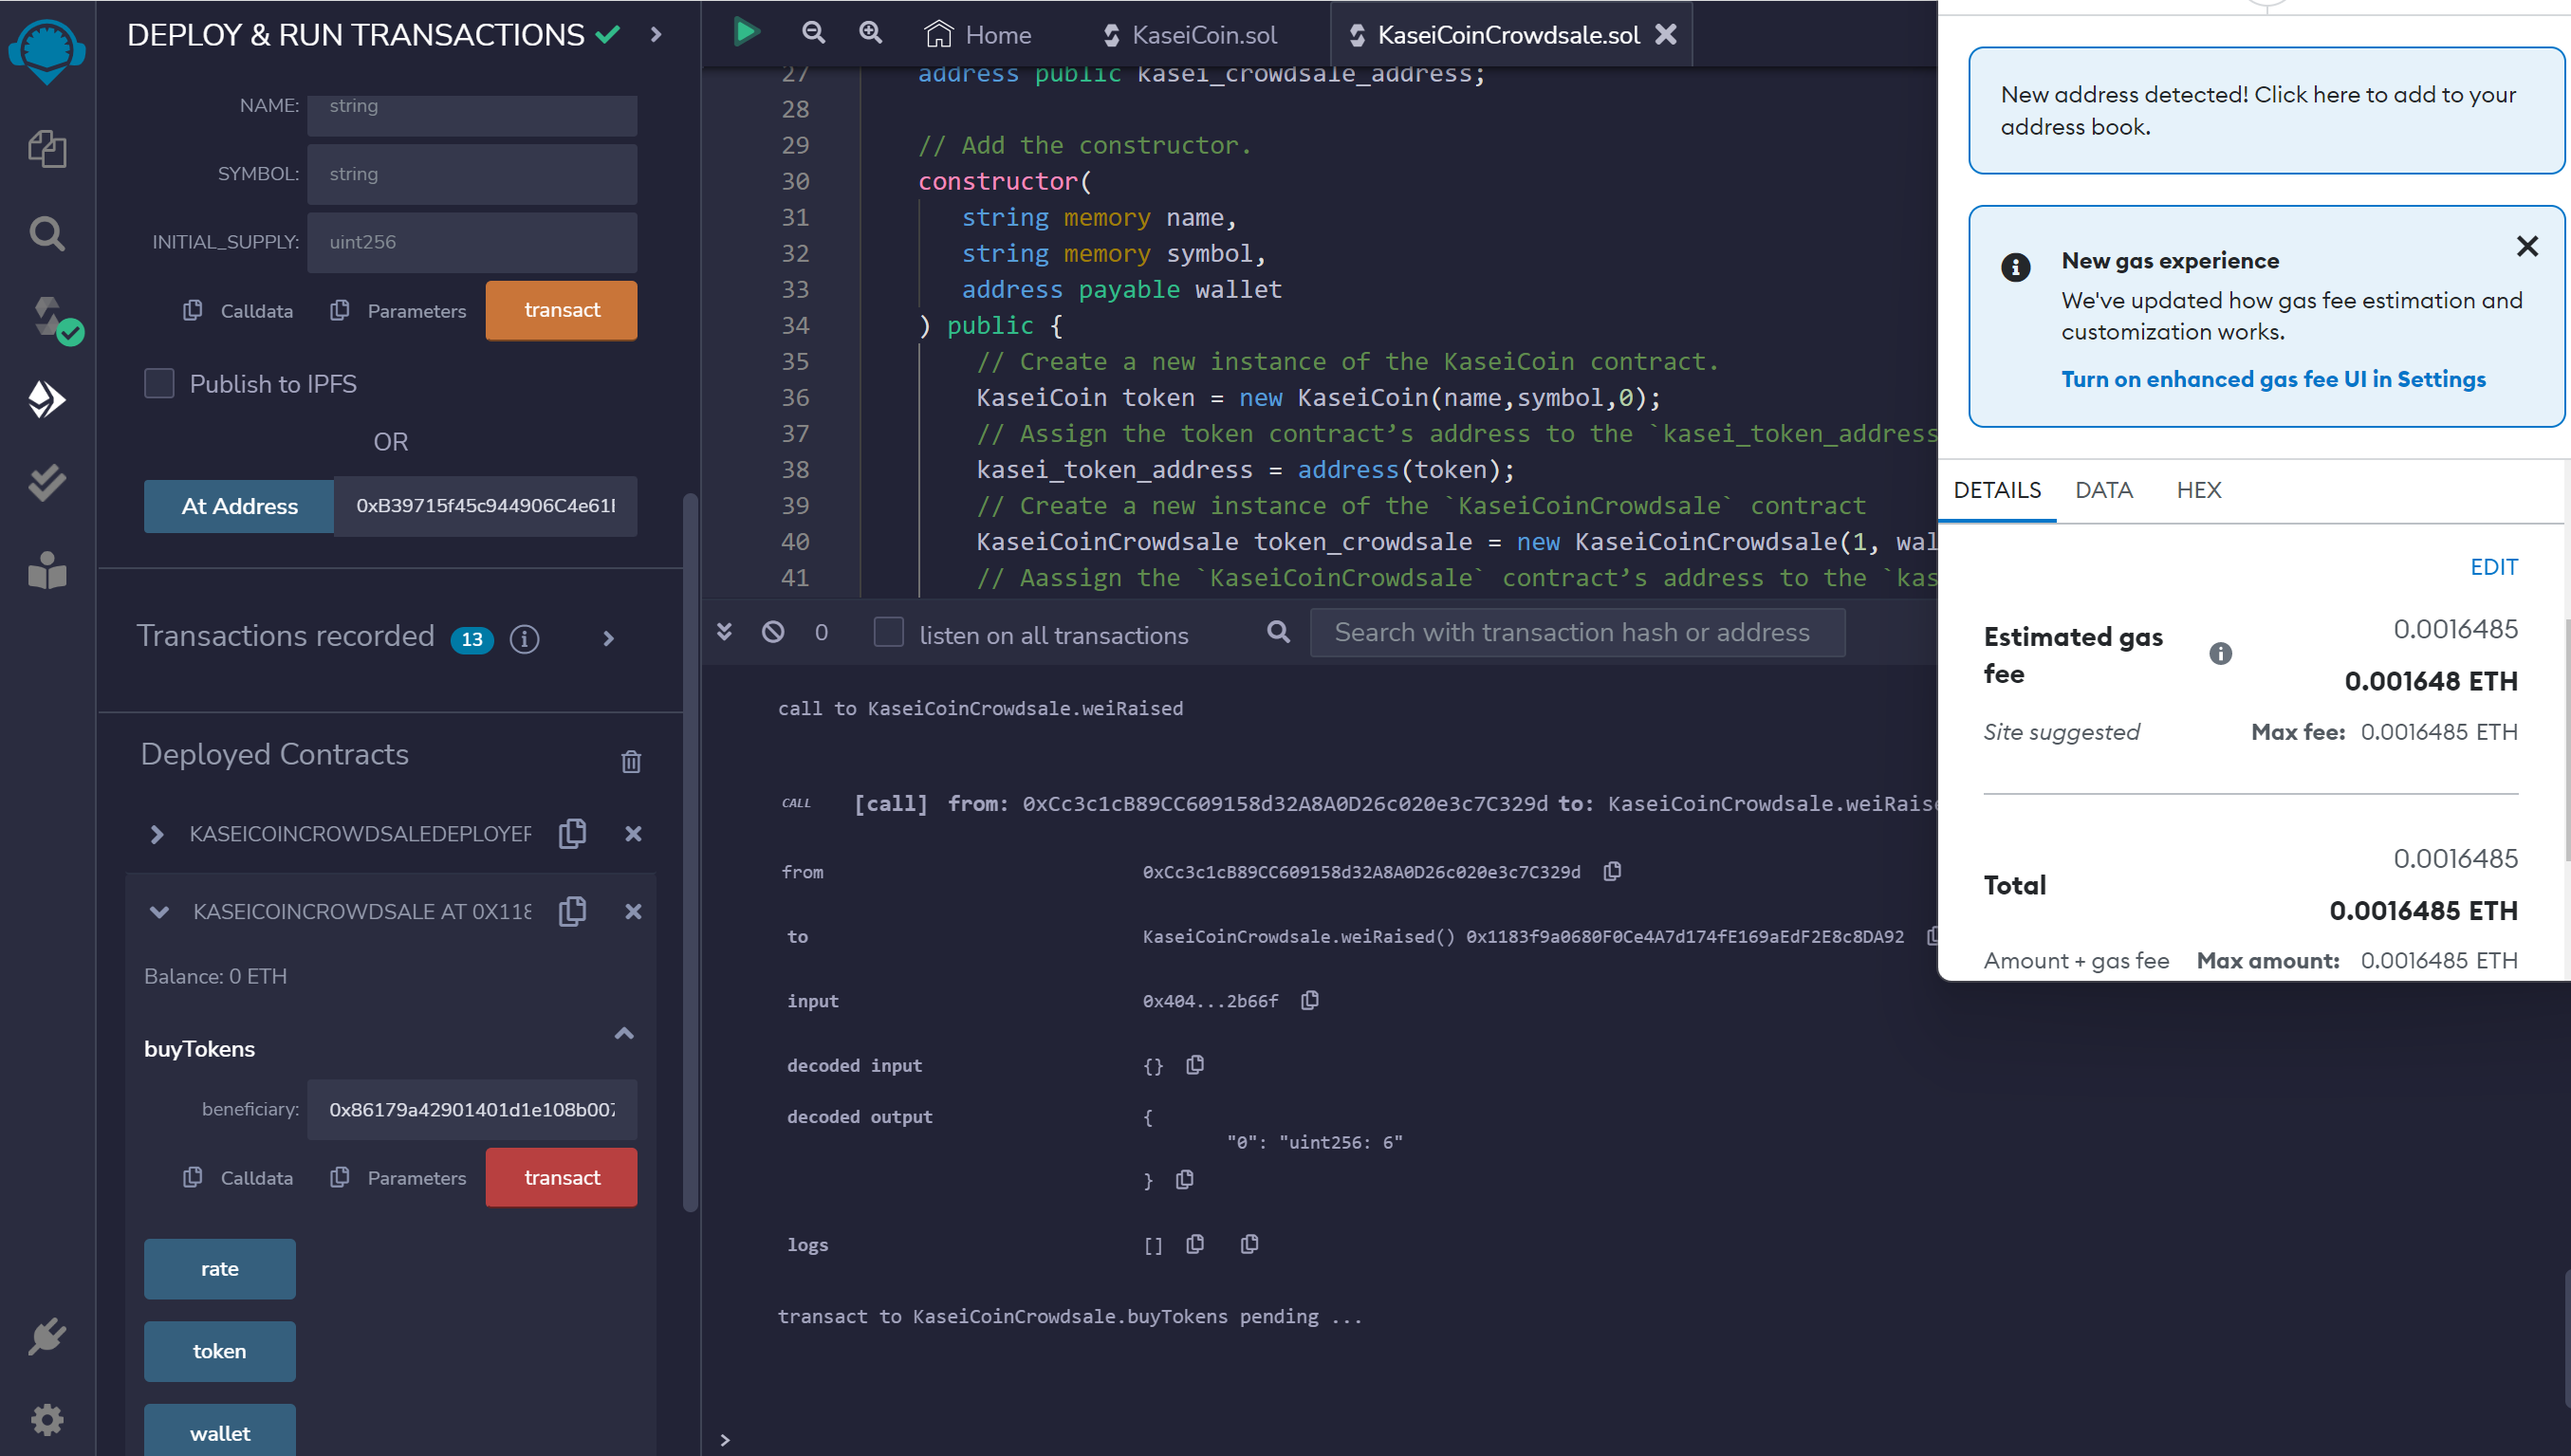 DEPLOY & RUN TRANSACTIONS
NAME: string
SYMBOL: string
INITIAL_SUPPLY: uint256
Calldata Parameters transact
Publish to IPFS
OR
At Address 0xB39715f45c944906C4e61
Transactions recorded 13
Deployed Contracts
KASEICOINCROWDSALEDEPLOYER
KASEICOINCROWDSALE AT 0X118
Balance: 0 ETH
buyTokens
beneficiary: 0x86179a42901401d1e108b007
Calldata Parameters transact
rate
token
wallet
Home KaseiCoin.sol KaseiCoinCrowdsale.sol
27 address public kasei_crowdsale_address;
28
29 // Add the constructor.
30 constructor(
31 string memory name,
32 string memory symbol,
33 address payable wallet
34 ) public {
35 // Create a new instance of the KaseiCoin contract.
36 KaseiCoin token = new KaseiCoin(name,symbol,0);
37 // Assign the token contract’s address to the `kasei_token_address
38 kasei_token_address = address(token);
39 // Create a new instance of the `KaseiCoinCrowdsale` contract
40 KaseiCoinCrowdsale token_crowdsale = new KaseiCoinCrowdsale(1, wal
41 // Aassign the `KaseiCoinCrowdsale` contract’s address to the `kas
0 listen on all transactions Search with transaction hash or address
call to KaseiCoinCrowdsale.weiRaised
CALL [call] from: 0xCc3c1cB89CC609158d32A8A0D26c020e3c7C329d to: KaseiCoinCrowdsale.weiRaise
from 0xCc3c1cB89CC609158d32A8A0D26c020e3c7C329d
to KaseiCoinCrowdsale.weiRaised() 0x1183f9a0680F0Ce4A7d174fE169aEdF2E8c8DA92
input 0x404...2b66f
decoded input {}
decoded output {
"0": "uint256: 6"
}
logs []
transact to KaseiCoinCrowdsale.buyTokens pending ...
>
New address detected! Click here to add to your
address book.
New gas experience
We've updated how gas fee estimation and
customization works.
Turn on enhanced gas fee UI in Settings
DETAILS DATA HEX
EDIT
Estimated gas
fee
0.0016485
0.001648 ETH
Site suggested Max fee: 0.0016485 ETH
0.0016485
Total
0.0016485 ETH
Amount + gas fee Max amount: 0.0016485 ETH